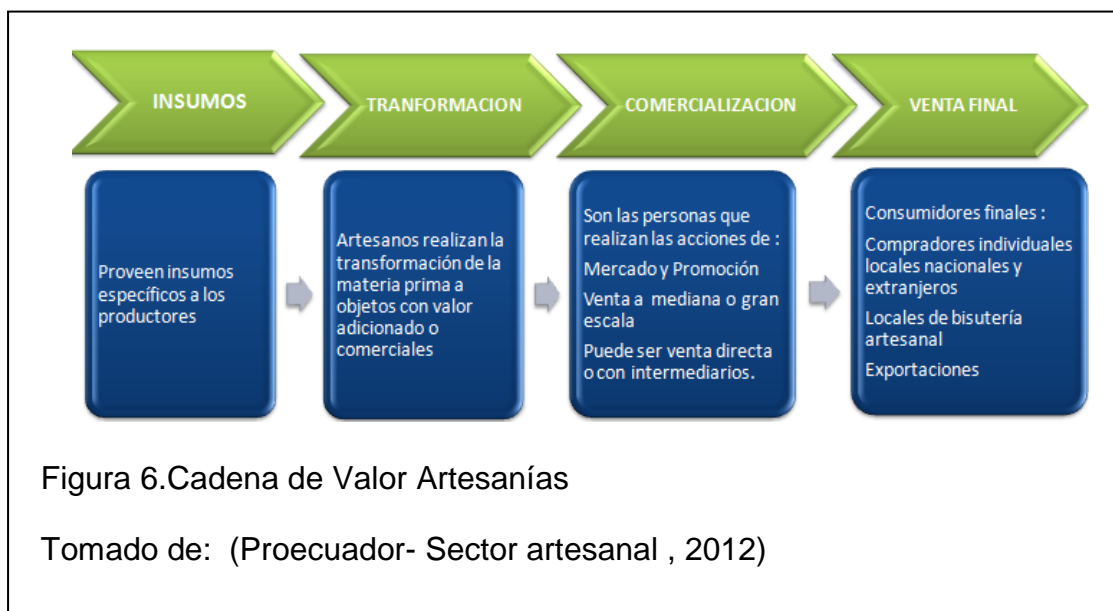 INSUMOS
TRANFORMACION
COMERCIALIZACION
VENTA FINAL
Proveen insumos
específicos a los
productores
Artesanos realizan la
transformación de la
materia prima a
objetos con valor
adicionado o
comerciales
Son las personas que
realizan las acciones de :
Mercado y Promoción
Venta a mediana o gran
escala
Puede ser venta directa
o con intermediarios.
Consumidores finales :
Compradores individuales
locales nacionales y
extranjeros
Locales de bisutería
artesanal
Exportaciones
Figura 6.Cadena de Valor Artesanías
Tomado de: (Proecuador- Sector artesanal , 2012)